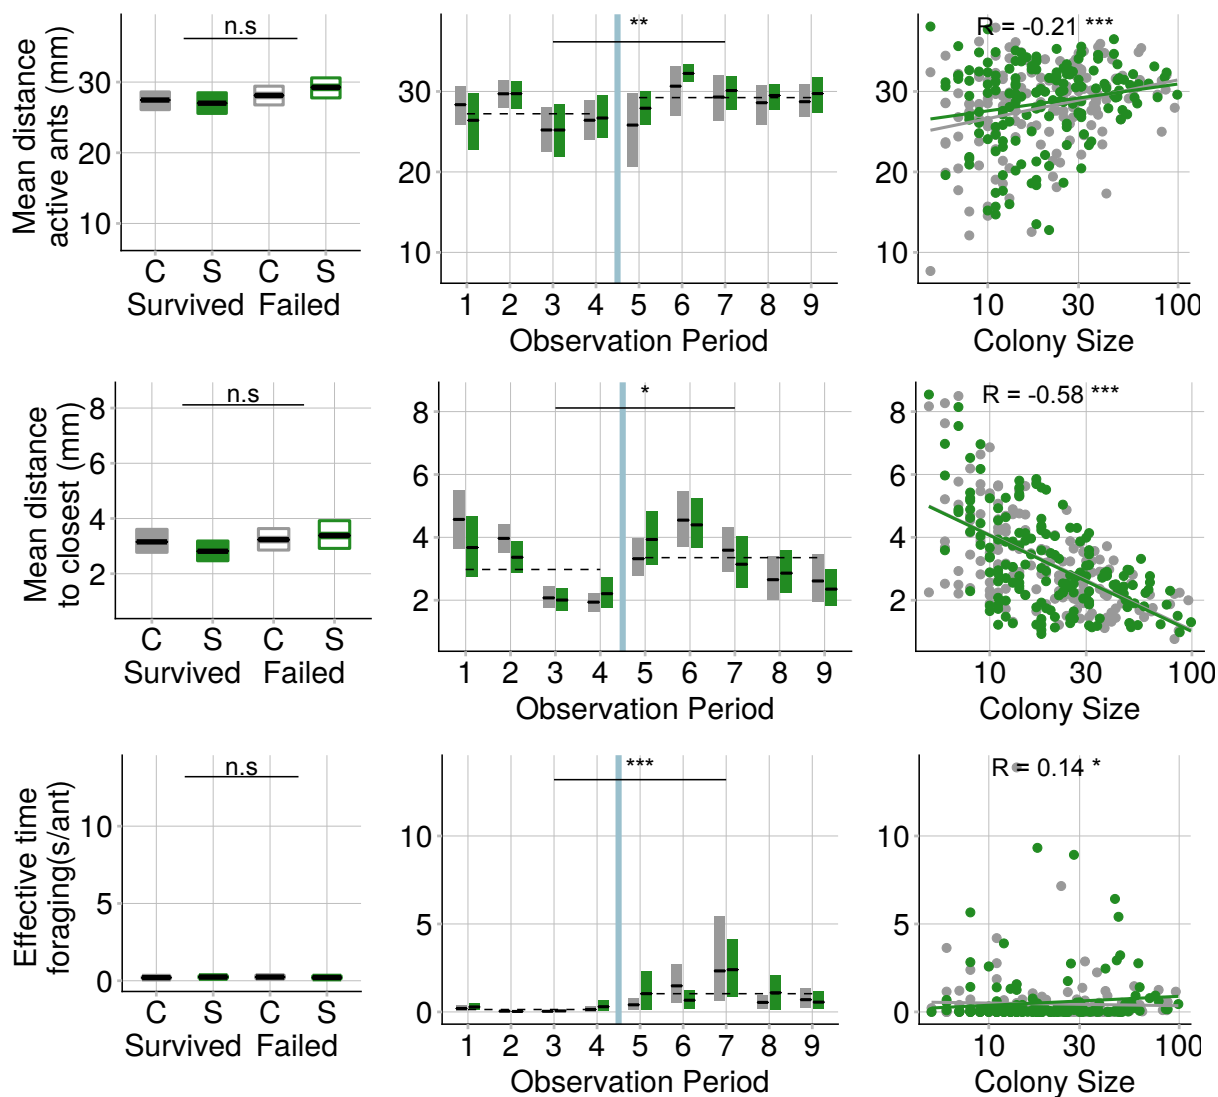 Mean distance
active ants (mm)
30
20
10
n.s
C S C S
Survived Failed
30
20
10
**
1 2 3 4 5 6 7 8 9
Observation Period
30
20
10
R = -0.21 ***
10 30 100
Colony Size
Mean distance
to closest (mm)
8
6
4
2
n.s
C S C S
Survived Failed
8
6
4
2
*
1 2 3 4 5 6 7 8 9
Observation Period
8
6
4
2
R = -0.58 ***
10 30 100
Colony Size
Effective time
foraging(s/ant)
10
5
0
n.s
C S C S
Survived Failed
10
5
0
***
1 2 3 4 5 6 7 8 9
Observation Period
10
5
0
R = 0.14 *
10 30 100
Colony Size